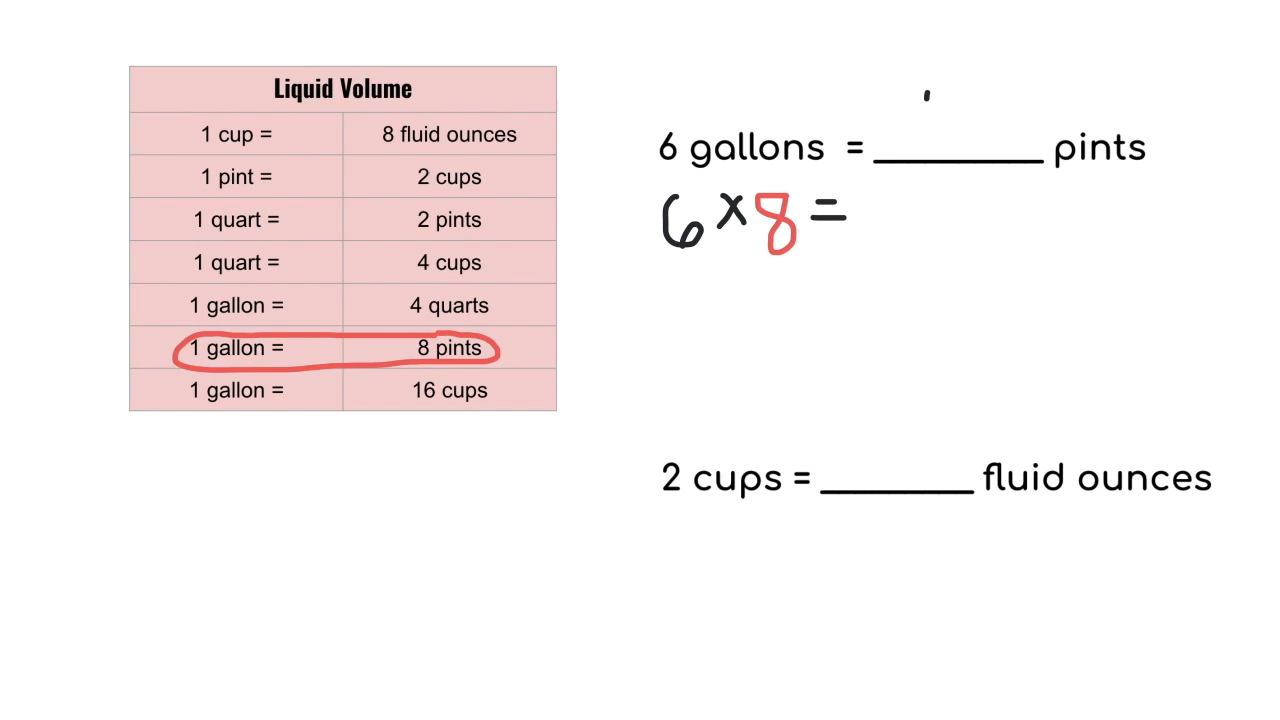 Liquid Volume
1 cup = 8 fluid ounces
1 pint = 2 cups
1 quart = 2 pints
1 quart = 4 cups
1 gallon = 4 quarts
1 gallon = 8 pints
1 gallon = 16 cups
6 gallons = ________ pints
6 × 8 =
2 cups = ________ fluid ounces